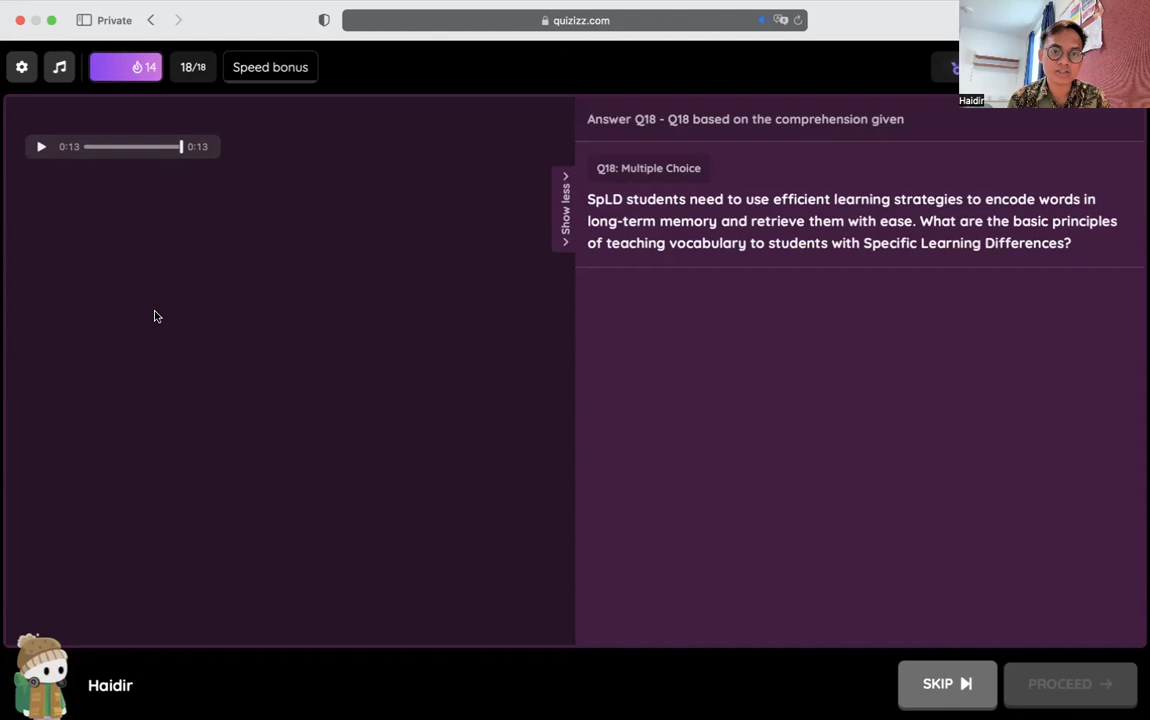 Private
quizizz.com
14
18/18
Speed bonus
Haidir
0:13
0:13
Show less
Answer Q18 - Q18 based on the comprehension given
Q18: Multiple Choice
SpLD students need to use efficient learning strategies to encode words in
long-term memory and retrieve them with ease. What are the basic principles
of teaching vocabulary to students with Specific Learning Differences?
Haidir
SKIP
PROCEED